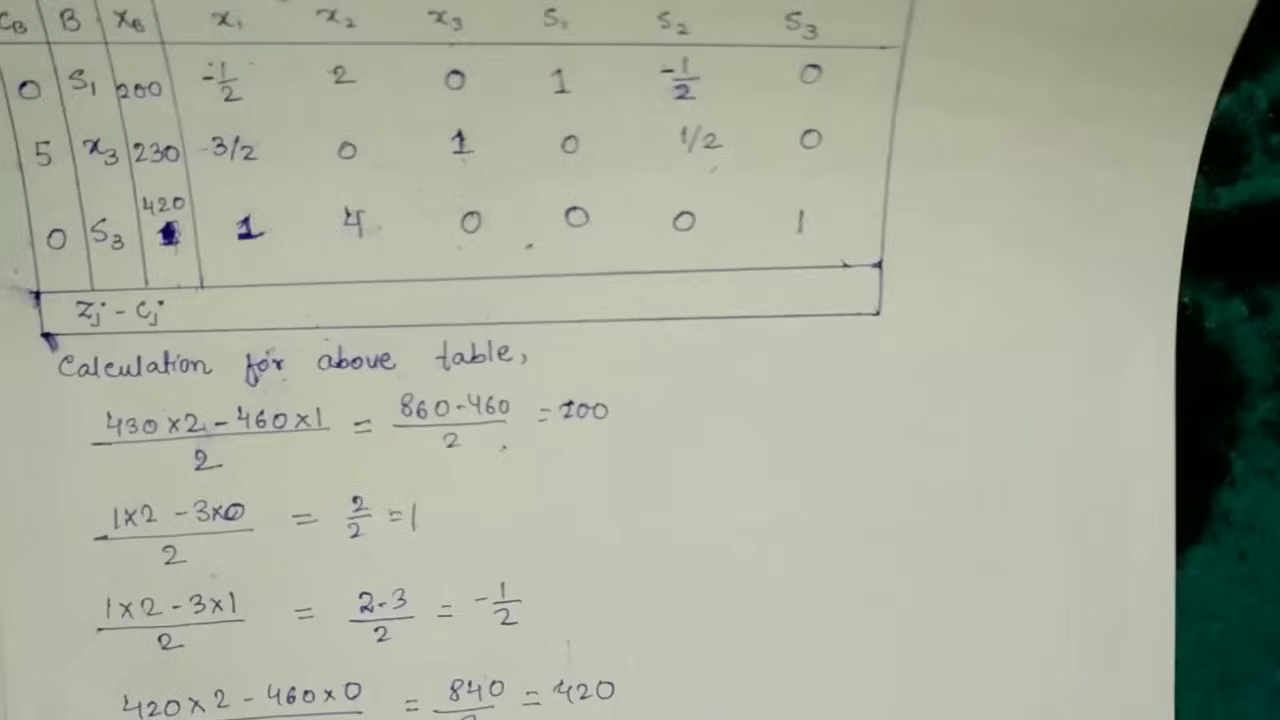 CB B XB x₁ x₂ x₃ S₁ S₂ S₃
0 S₁ 200 -1/2 2 0 1 -1/2 0
5 x₃ 230 3/2 0 1 0 1/2 0
0 S₃ 420 1 4 0 0 0 1
Zj - Cj
Calculation for above table,
430×2 - 460×1 / 2 = 860-460 / 2 = 200
1×2 - 3×0 / 2 = 2/2 = 1
1×2 - 3×1 / 2 = 2-3 / 2 = -1/2
420×2 - 460×0 = 840 = 420